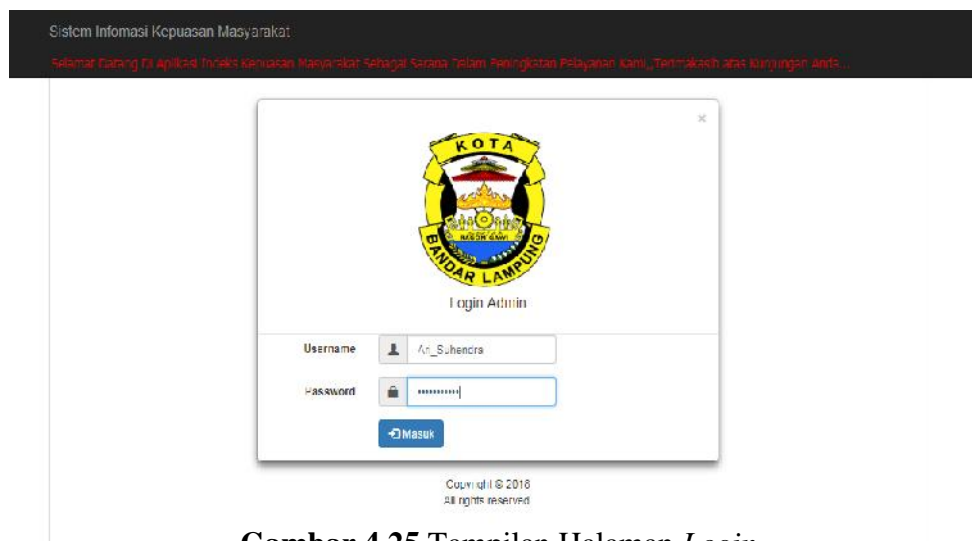 Sistem Infomasi Kepuasan Masyarakat
Selamat Datang Di Aplikasi Indeks Kepuasan Masyarakat Sebagai Sarana Dalam Peningkatan Pelayanan Kami,,Terimakasih atas Kunjungan Anda...
×
KOTA
BANDAR LAMPUNG
Login Admin
Username
Ari_Suhendra
Password
Masuk
Copyright © 2018
All rights reserved
Gambar 4.25 Tampilan Halaman Login